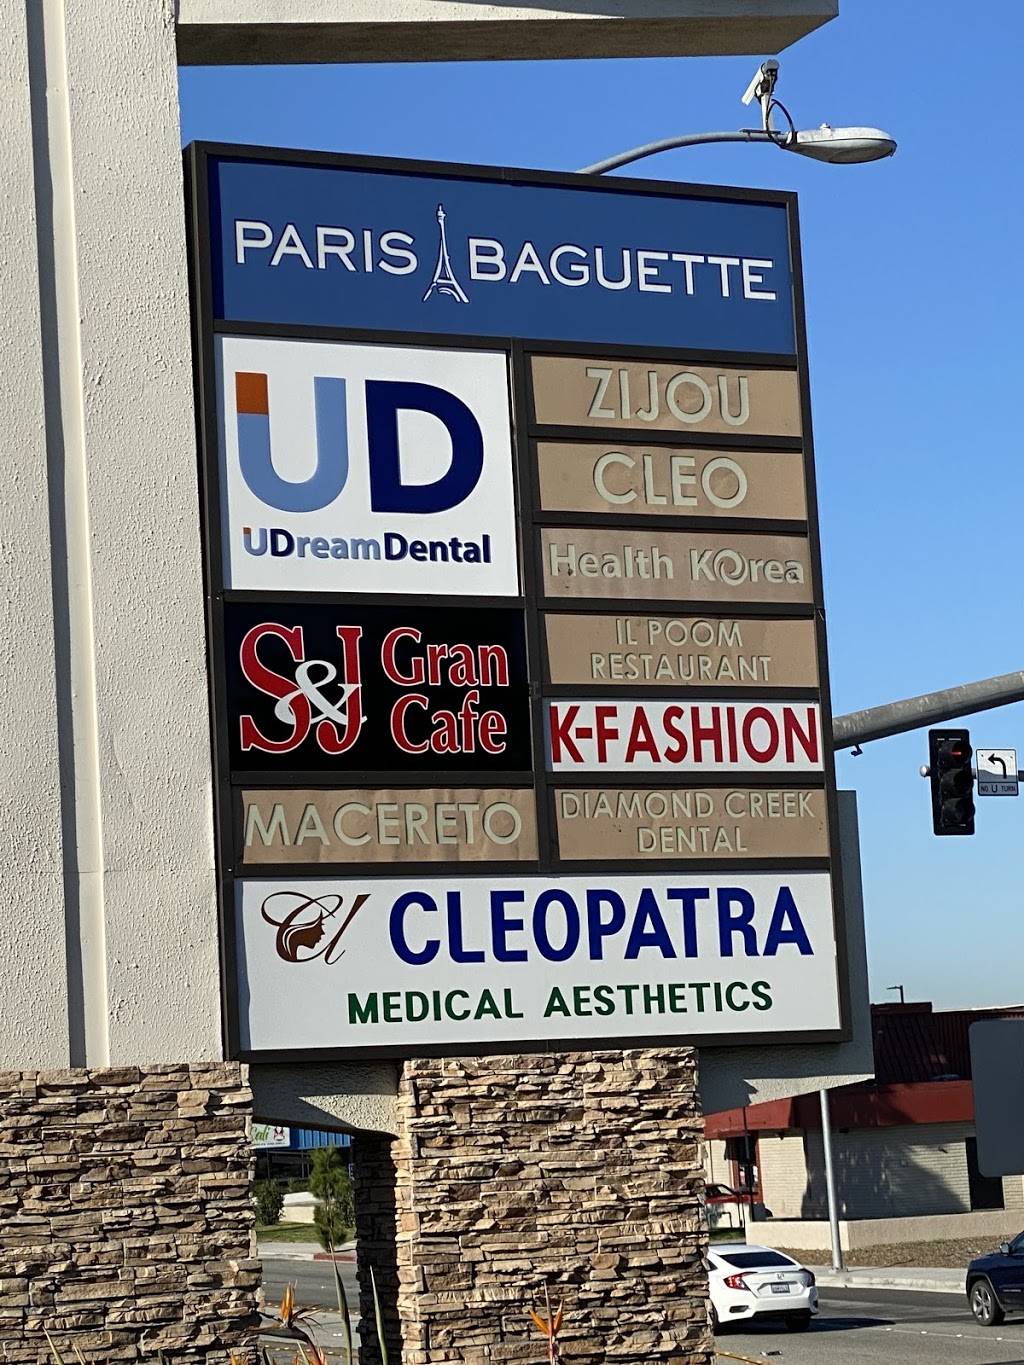 PARIS BAGUETTE
UD
UDreamDental
ZIJOU
CLEO
Health Korea
IL POOM
RESTAURANT
S&J Gran
Cafe
K-FASHION
MACERETO
DIAMOND CREEK
DENTAL
Cl CLEOPATRA
MEDICAL AESTHETICS
NO U TURN